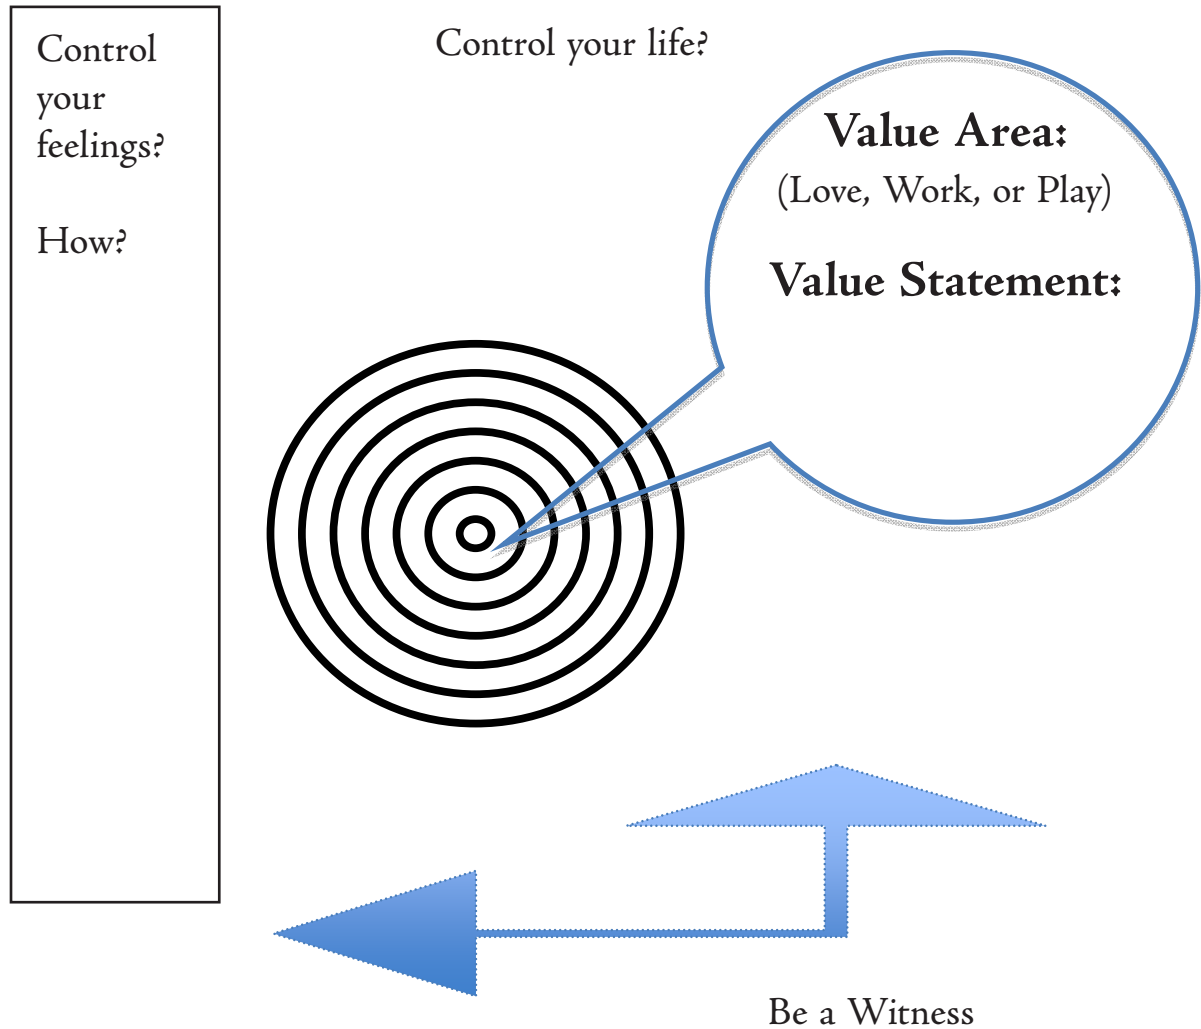 Control
your
feelings?
How?
Control your life?
Value Area:
(Love, Work, or Play)
Value Statement:
Be a Witness